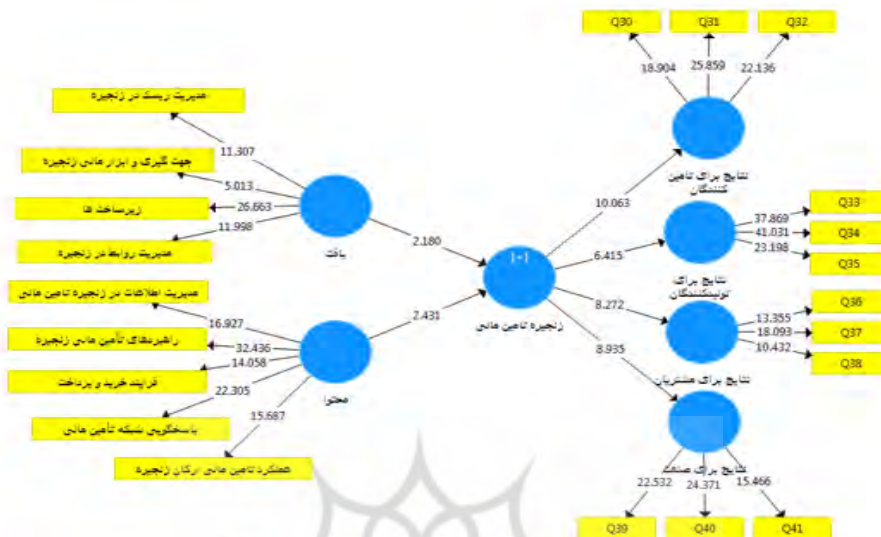 Q30
Q31
Q32
18.904
25.859
22.136
مدیریت ریسک در زنجیره
11.307
جهت گیری و ابزار مالی زنجیره
5.013
زیرساخت ها
26.663
11.998
مدیریت روابط در زنجیره
بافت
2.180
10.063
نتایج برای تامین
کنندگان
37.869
Q33
41.031
Q34
23.198
Q35
6.415
نتایج برای
تولیدکنندگان
[+]
زنجیره تامین مالی
2.431
8.272
8.935
مدیریت اطلاعات در زنجیره تامین مالی
16.927
راهبردهای تأمین مالی زنجیره
32.436
14.058
فرایند خرید و پرداخت
22.305
پاسخگویی شبکه تأمین مالی
15.687
عملکرد تامین مالی ارکان زنجیره
محتوا
13.355
Q36
18.093
Q37
10.432
Q38
نتایج برای مشتریان
نتایج برای صنعت
22.532
24.371
15.466
Q39
Q40
Q41